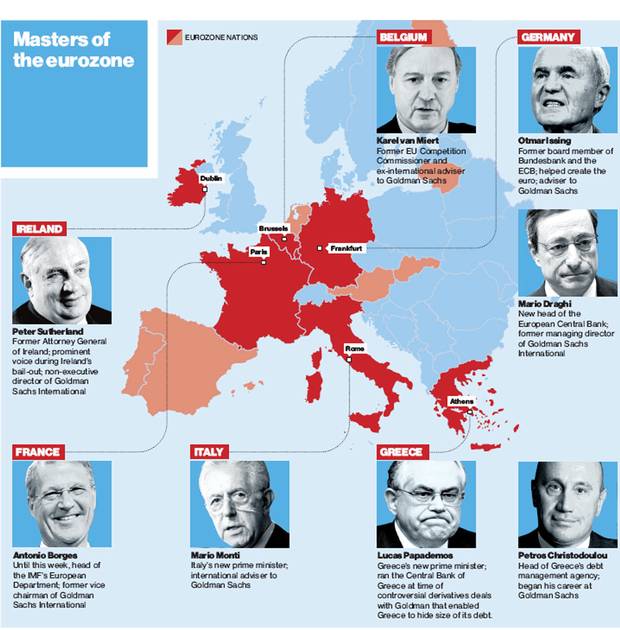 Masters of
the eurozone
EUROZONE NATIONS
BELGIUM
Karel van Miert
Former EU Competition
Commissioner and
ex-international adviser
to Goldman Sachs
GERMANY
Otmar Issing
Former board member of
Bundesbank and the
ECB; helped create the
euro; adviser to
Goldman Sachs
Mario Draghi
New head of the
European Central Bank;
former managing director
of Goldman Sachs
International
Dublin
Brussels
Paris
Frankfurt
Rome
Athens
IRELAND
Peter Sutherland
Former Attorney General
of Ireland; prominent
voice during Ireland's
bail-out; non-executive
director of Goldman
Sachs International
FRANCE
Antonio Borges
Until this week, head of
the IMF's European
Department; former vice
chairman of Goldman
Sachs International
ITALY
Mario Monti
Italy's new prime minister;
international adviser to
Goldman Sachs
GREECE
Lucas Papademos
Greece's new prime minister;
ran the Central Bank of
Greece at time of
controversial derivatives deals
with Goldman that enabled
Greece to hide size of its debt.
Petros Christodoulou
Head of Greece's debt
management agency;
began his career at
Goldman Sachs